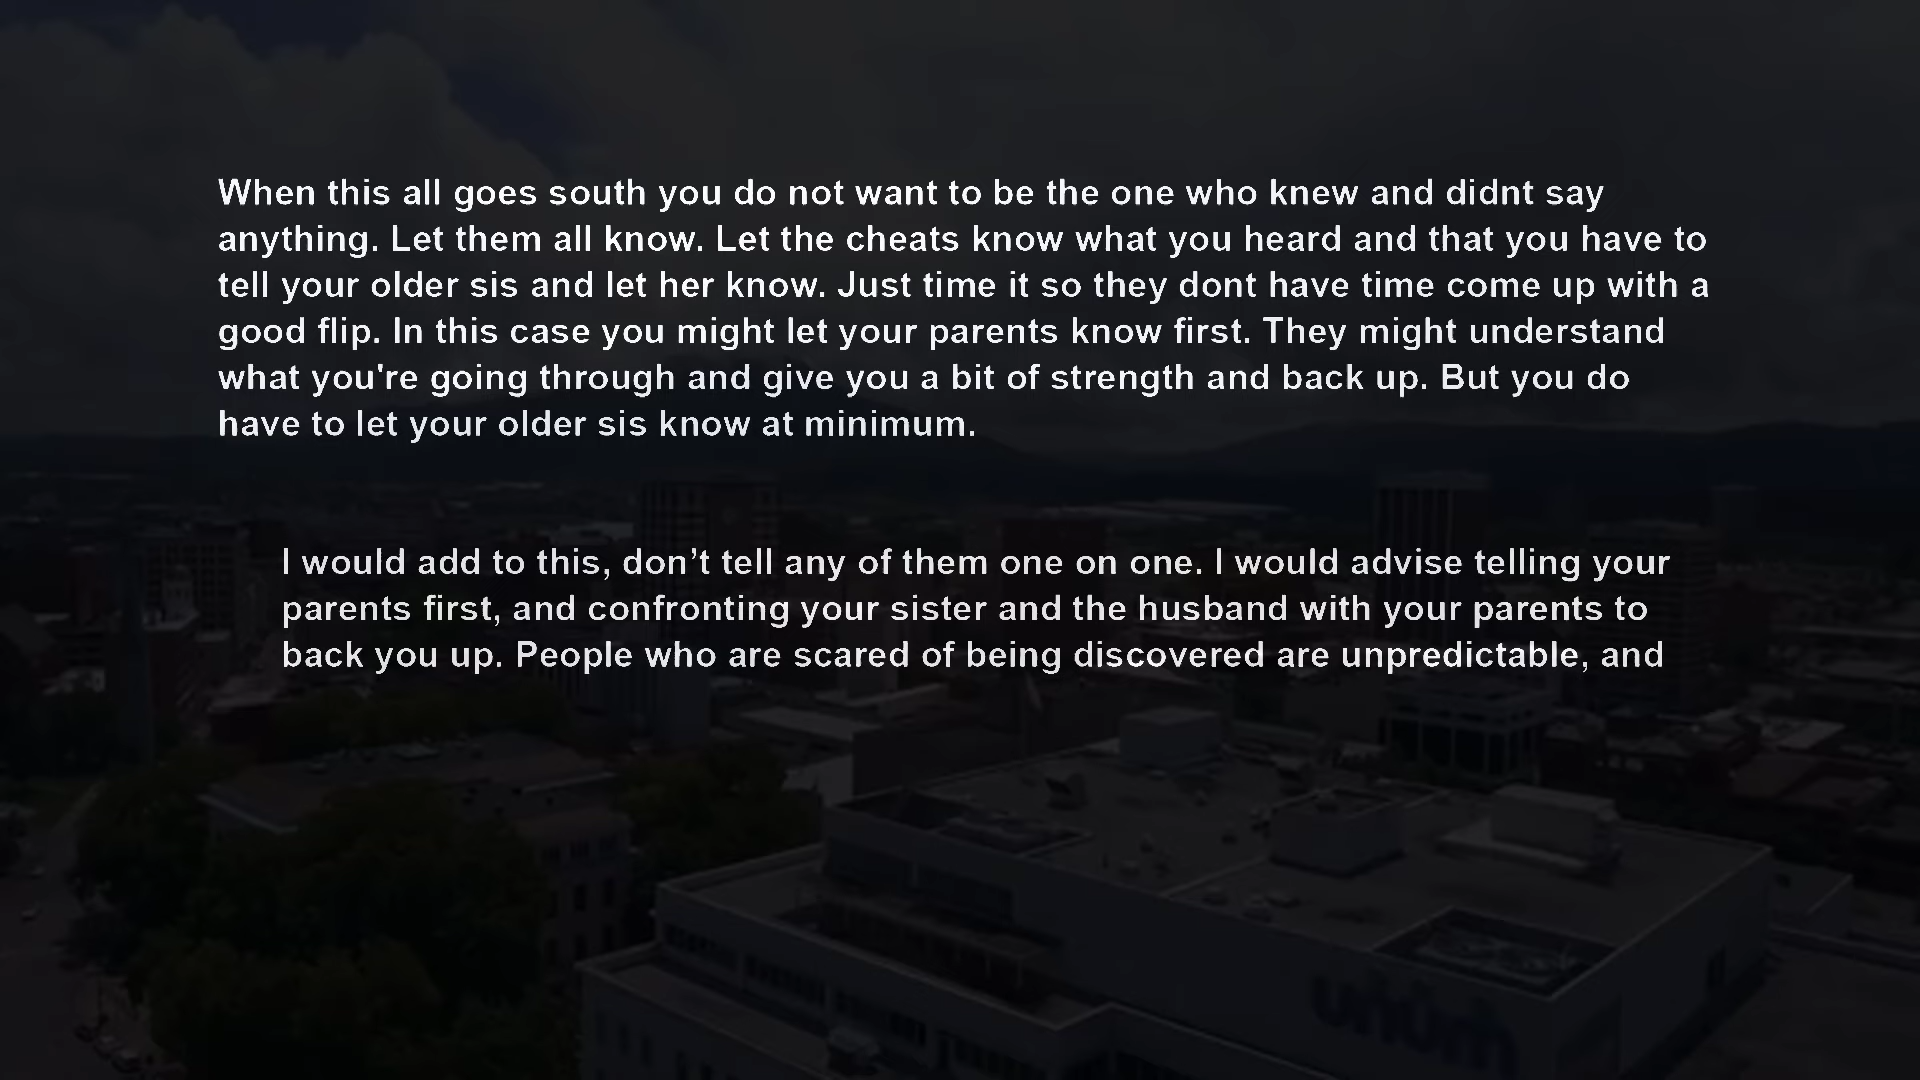 When this all goes south you do not want to be the one who knew and didnt say
anything. Let them all know. Let the cheats know what you heard and that you have to
tell your older sis and let her know. Just time it so they dont have time come up with a
good flip. In this case you might let your parents know first. They might understand
what you're going through and give you a bit of strength and back up. But you do
have to let your older sis know at minimum.
I would add to this, don’t tell any of them one on one. I would advise telling your
parents first, and confronting your sister and the husband with your parents to
back you up. People who are scared of being discovered are unpredictable, and
unum